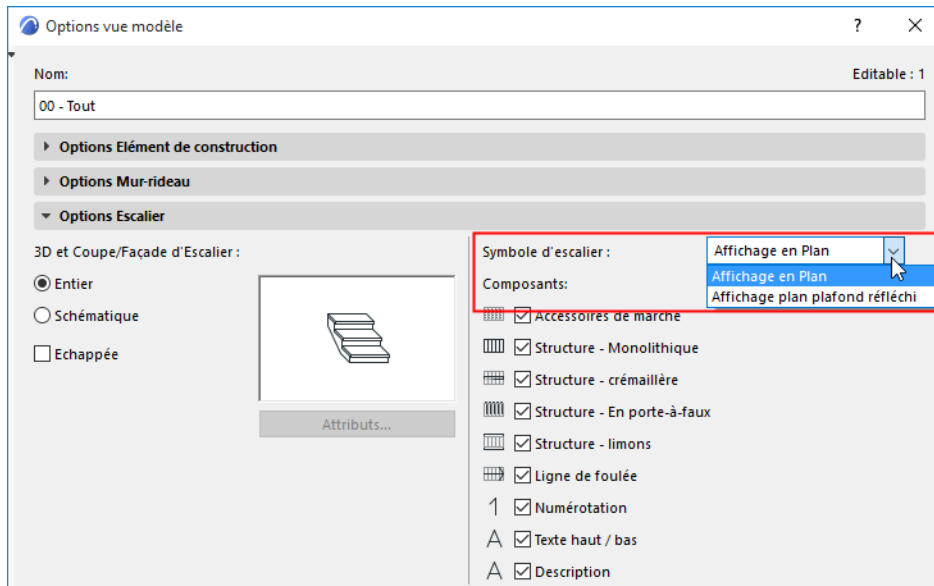 Options vue modèle
?
Nom:
Editable : 1
00 - Tout
Options Elément de construction
Options Mur-rideau
Options Escalier
3D et Coupe/Façade d'Escalier :
Entier
Schématique
Echappée
Attributs...
Symbole d'escalier :
Affichage en Plan
Affichage en Plan
Affichage plan plafond réfléchi
Composants:
Accessoires de marche
Structure - Monolithique
Structure - crémaillère
Structure - En porte-à-faux
Structure - limons
Ligne de foulée
1 Numérotation
A Texte haut / bas
A Description